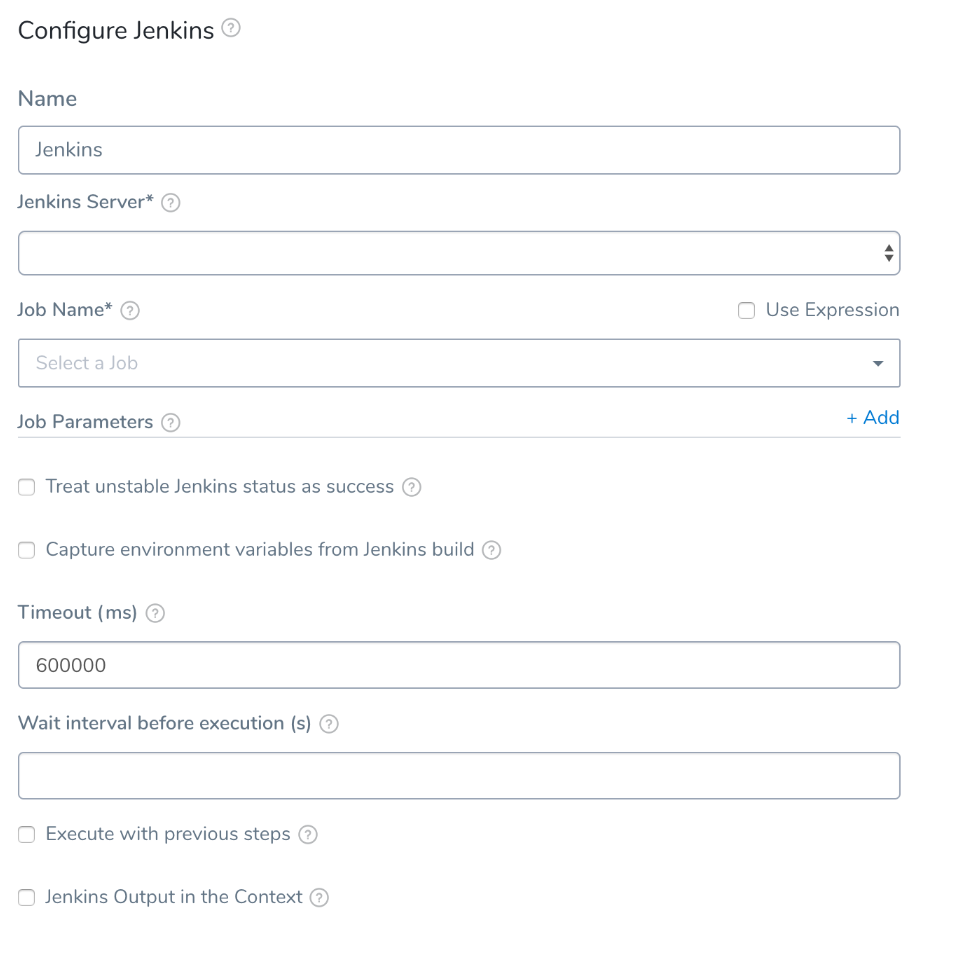 Configure Jenkins ?
Name
Jenkins
Jenkins Server* ?
Job Name* ? Use Expression
Select a Job
Job Parameters ? + Add
Treat unstable Jenkins status as success ?
Capture environment variables from Jenkins build ?
Timeout (ms) ?
600000
Wait interval before execution (s) ?
Execute with previous steps ?
Jenkins Output in the Context ?